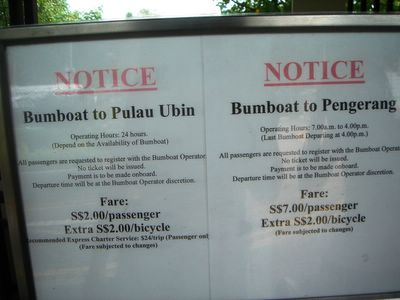 NOTICE
Bumboat to Pulau Ubin
Operating Hours: 24 hours.
(Depend on the Availability of Bumboat)
All passengers are requested to register with the Bumboat Operator.
No ticket will be issued.
Payment is to be made onboard.
Departure time will be at the Bumboat Operator discretion.
Fare:
S$2.00/passenger
Extra S$2.00/bicycle
Recommended Express Charter Service: $24/trip (Passenger onl
(Fare subjected to changes)
NOTICE
Bumboat to Pengerang
Operating Hours: 7.00a.m. to 4.00p.m.
(Last Bumboat Departing at 4.00p.m.)
All passengers are requested to register with the Bumboat Operat
No ticket will be issued.
Payment is to be made onboard.
Departure time will be at the Bumboat Operator discretion.
Fare:
S$7.00/passenger
Extra S$2.00/bicycle
(Fare subjected to changes)